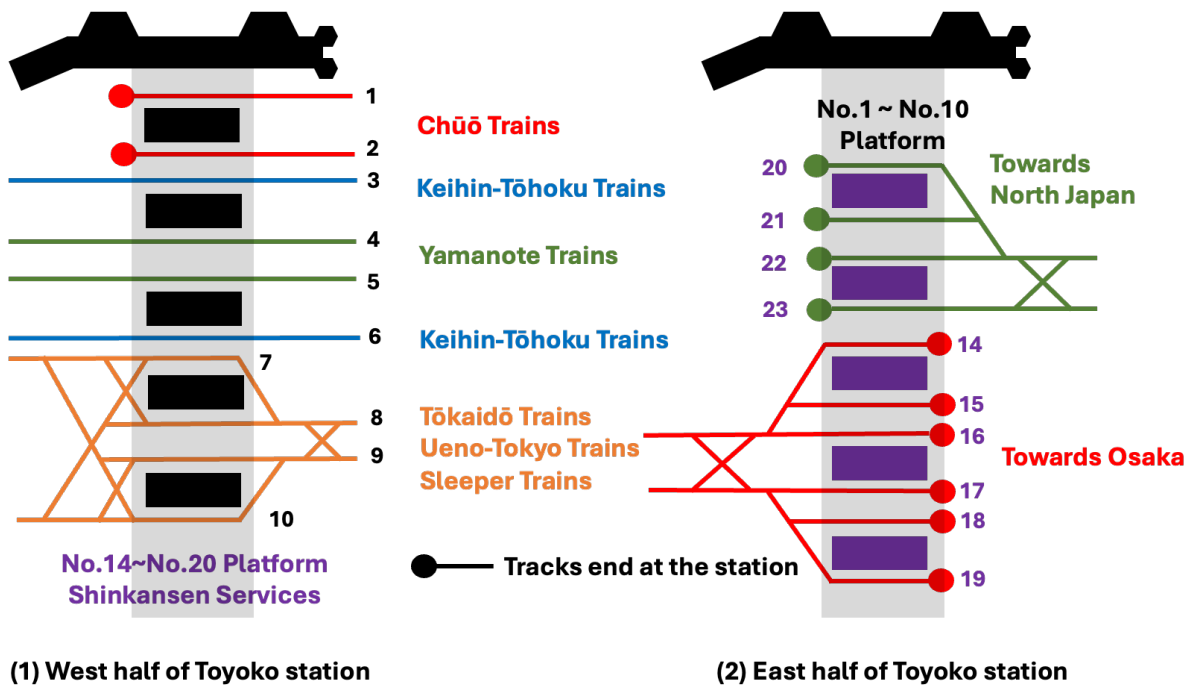 1
Chūō Trains
2
3
Keihin-Tōhoku Trains
4
Yamanote Trains
5
6
Keihin-Tōhoku Trains
7
8
Tōkaidō Trains
Ueno-Tokyo Trains
9
Sleeper Trains
10
No.14~No.20 Platform
Shinkansen Services
Tracks end at the station
(1) West half of Toyoko station
No.1 ~ No.10
Platform
20
Towards
North Japan
21
22
23
14
15
16
Towards Osaka
17
18
19
(2) East half of Toyoko station